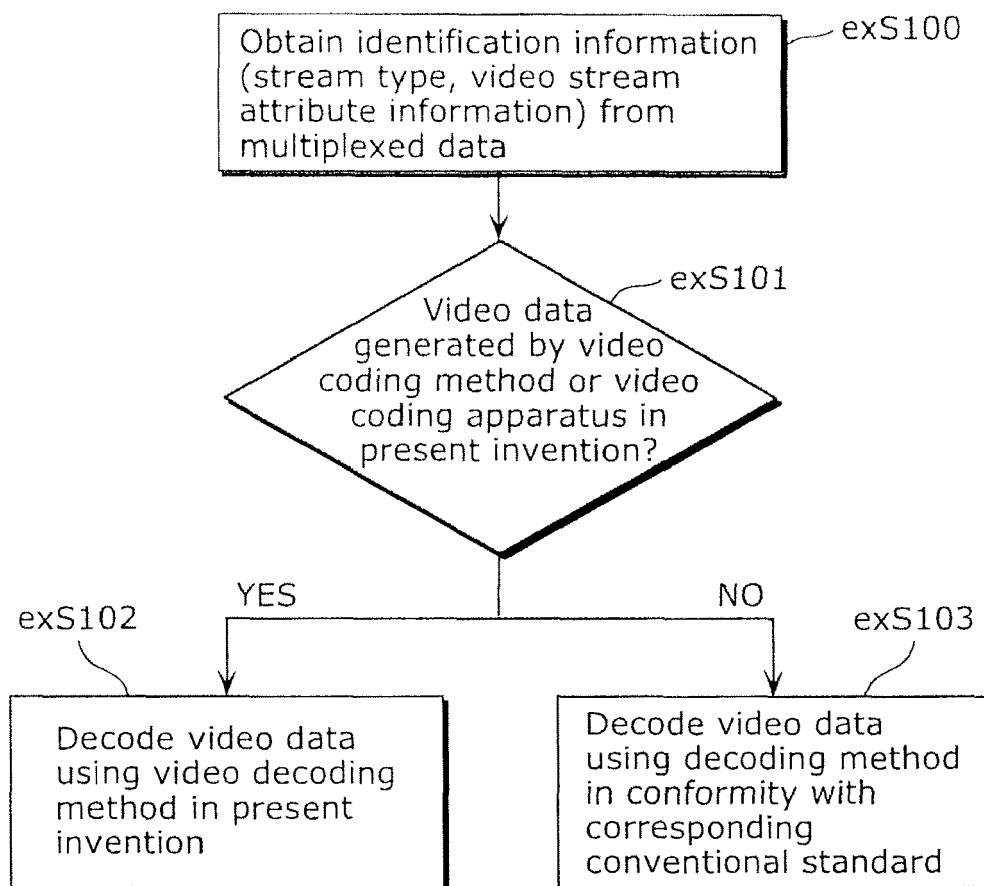 exS100
Obtain identification information
(stream type, video stream
attribute information) from
multiplexed data
exS101
Video data
generated by video
coding method or video
coding apparatus in
present invention?
YES
NO
exS102
exS103
Decode video data
using video decoding
method in present
invention
Decode video data
using decoding method
in conformity with
corresponding
conventional standard